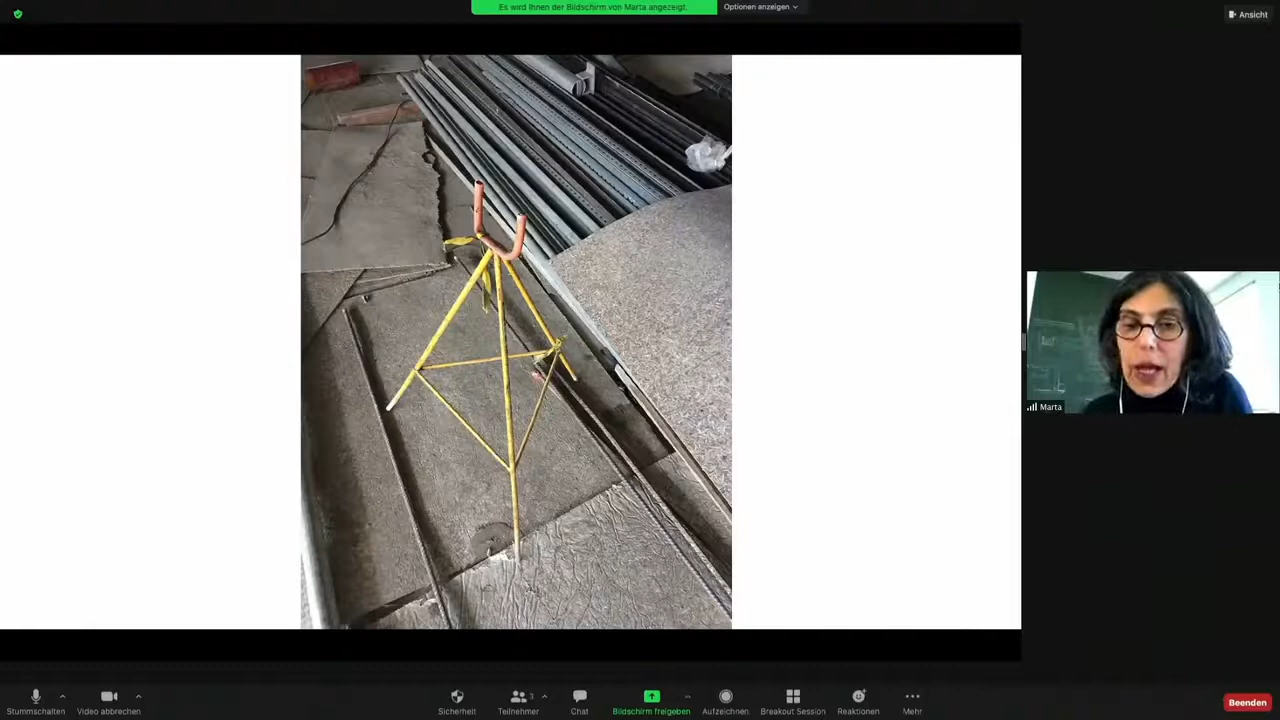 Es wird Ihnen der Bildschirm von Marta angezeigt.
Optionen anzeigen
Ansicht
Marta
Stummschalten
Video abbrechen
Sicherheit
Teilnehmer
3
Chat
Bildschirm freigeben
Aufzeichnen
Breakout Session
Reaktionen
Mehr
Beenden